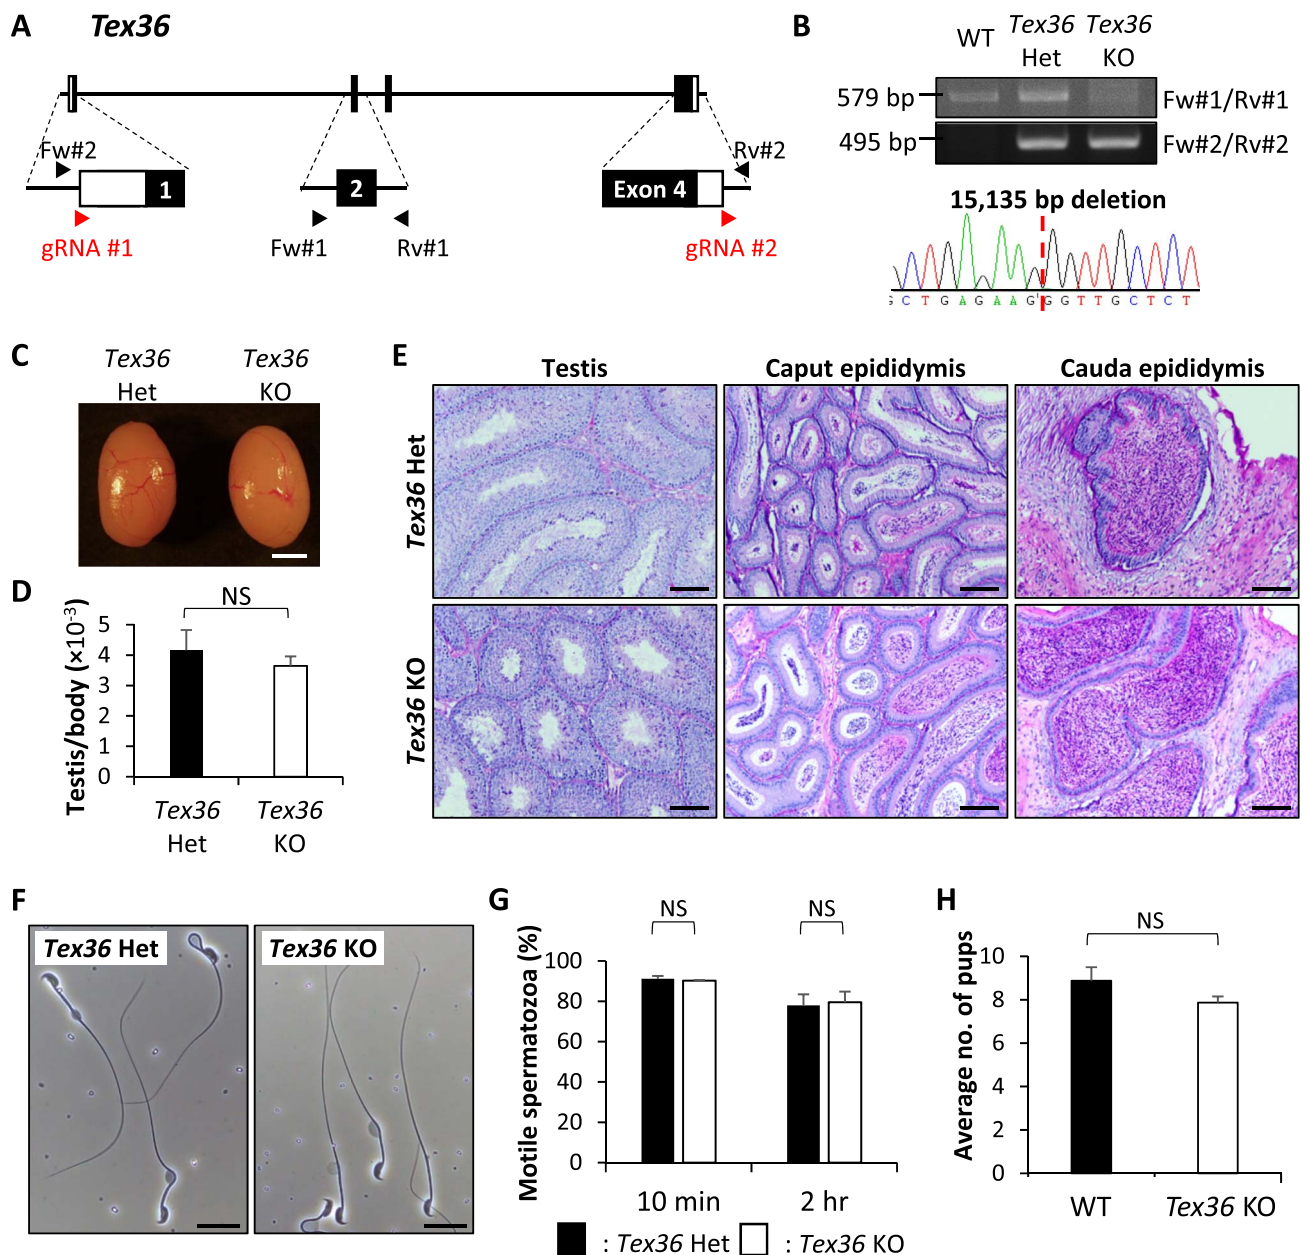 A Tex36
Fw#2
Rv#2
1
2
Exon 4
gRNA #1
Fw#1
Rv#1
gRNA #2
B
WT
Tex36 Het
Tex36 KO
579 bp
Fw#1/Rv#1
495 bp
Fw#2/Rv#2
15,135 bp deletion
G C T G A G A A G G G T T G C T C T
C
Tex36 Het
Tex36 KO
D
NS
Testis/body (×10⁻³)
5
4
3
2
1
0
Tex36 Het
Tex36 KO
E
Testis
Caput epididymis
Cauda epididymis
Tex36 Het
Tex36 KO
F
Tex36 Het
Tex36 KO
G
NS
NS
Motile spermatozoa (%)
100
80
60
40
20
0
10 min
2 hr
: Tex36 Het
: Tex36 KO
H
NS
Average no. of pups
10
8
6
4
2
0
WT
Tex36 KO